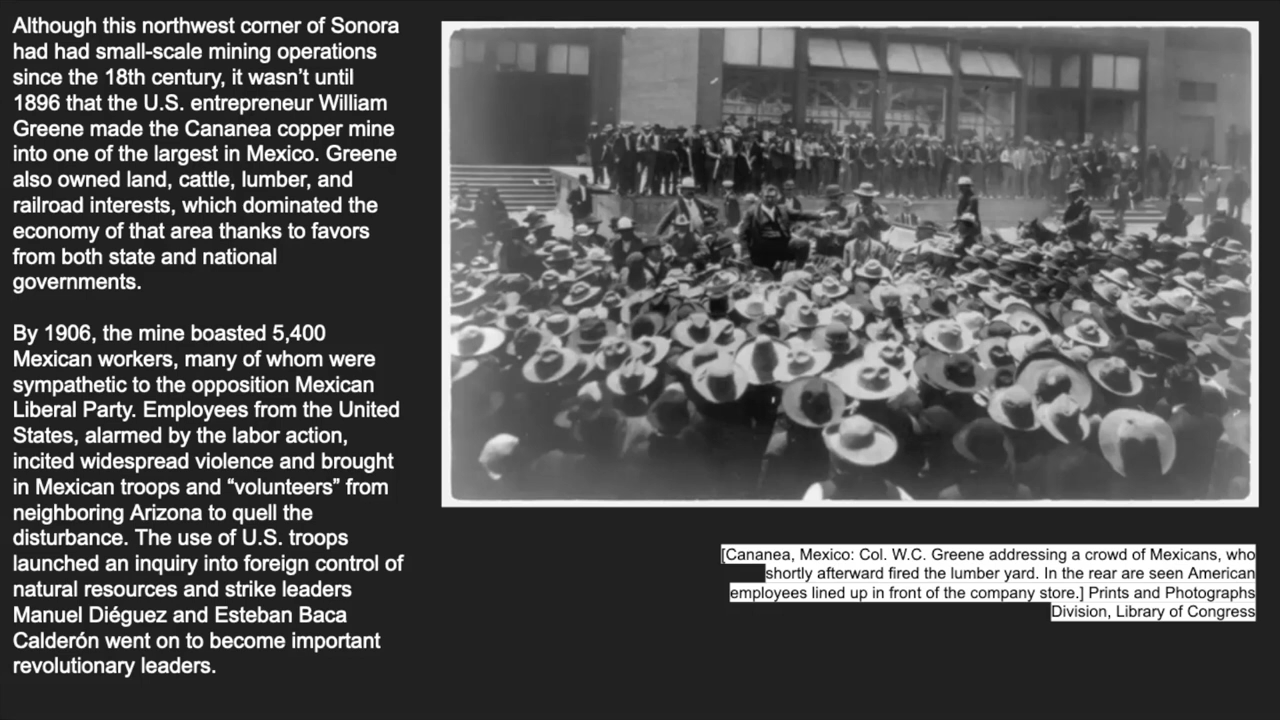 Although this northwest corner of Sonora
had had small-scale mining operations
since the 18th century, it wasn’t until
1896 that the U.S. entrepreneur William
Greene made the Cananea copper mine
into one of the largest in Mexico. Greene
also owned land, cattle, lumber, and
railroad interests, which dominated the
economy of that area thanks to favors
from both state and national
governments.
By 1906, the mine boasted 5,400
Mexican workers, many of whom were
sympathetic to the opposition Mexican
Liberal Party. Employees from the United
States, alarmed by the labor action,
incited widespread violence and brought
in Mexican troops and “volunteers” from
neighboring Arizona to quell the
disturbance. The use of U.S. troops
launched an inquiry into foreign control of
natural resources and strike leaders
Manuel Diéguez and Esteban Baca
Calderón went on to become important
revolutionary leaders.
[Cananea, Mexico: Col. W.C. Greene addressing a crowd of Mexicans, who
shortly afterward fired the lumber yard. In the rear are seen American
employees lined up in front of the company store.] Prints and Photographs
Division, Library of Congress